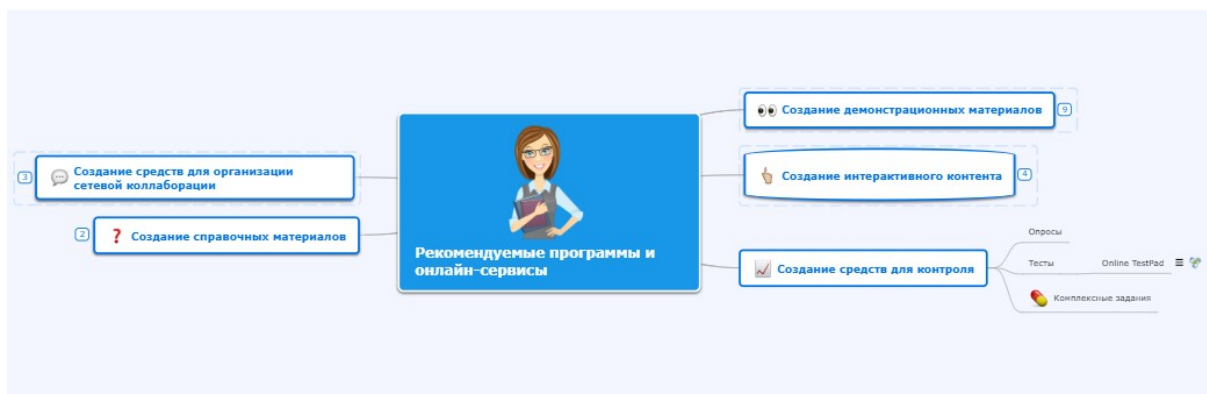 Рекомендуемые программы и
онлайн-сервисы
Создание демонстрационных материалов
9
Создание интерактивного контента
4
Создание средств для контроля
Опросы
Тесты
Online TestPad
Комплексные задания
3
Создание средств для организации
сетевой коллаборации
2
Создание справочных материалов